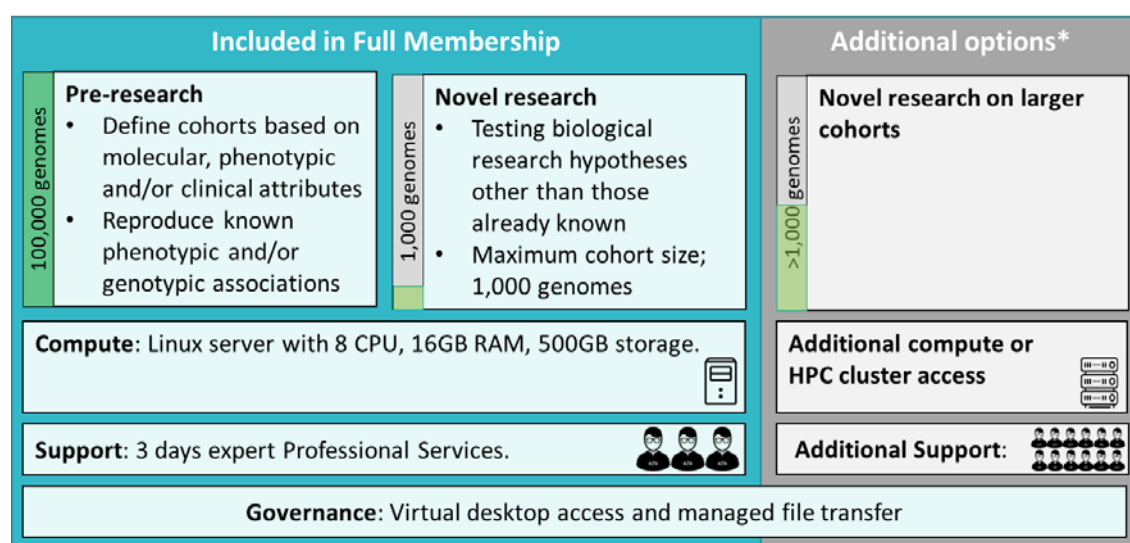 Included in Full Membership
Additional options*
100,000 genomes
Pre-research
• Define cohorts based on
molecular, phenotypic
and/or clinical attributes
• Reproduce known
phenotypic and/or
genotypic associations
1,000 genomes
Novel research
• Testing biological
research hypotheses
other than those
already known
• Maximum cohort size;
1,000 genomes
>1,000 genomes
Novel research on larger
cohorts
Compute: Linux server with 8 CPU, 16GB RAM, 500GB storage.
Additional compute or
HPC cluster access
Support: 3 days expert Professional Services.
Additional Support:
Governance: Virtual desktop access and managed file transfer